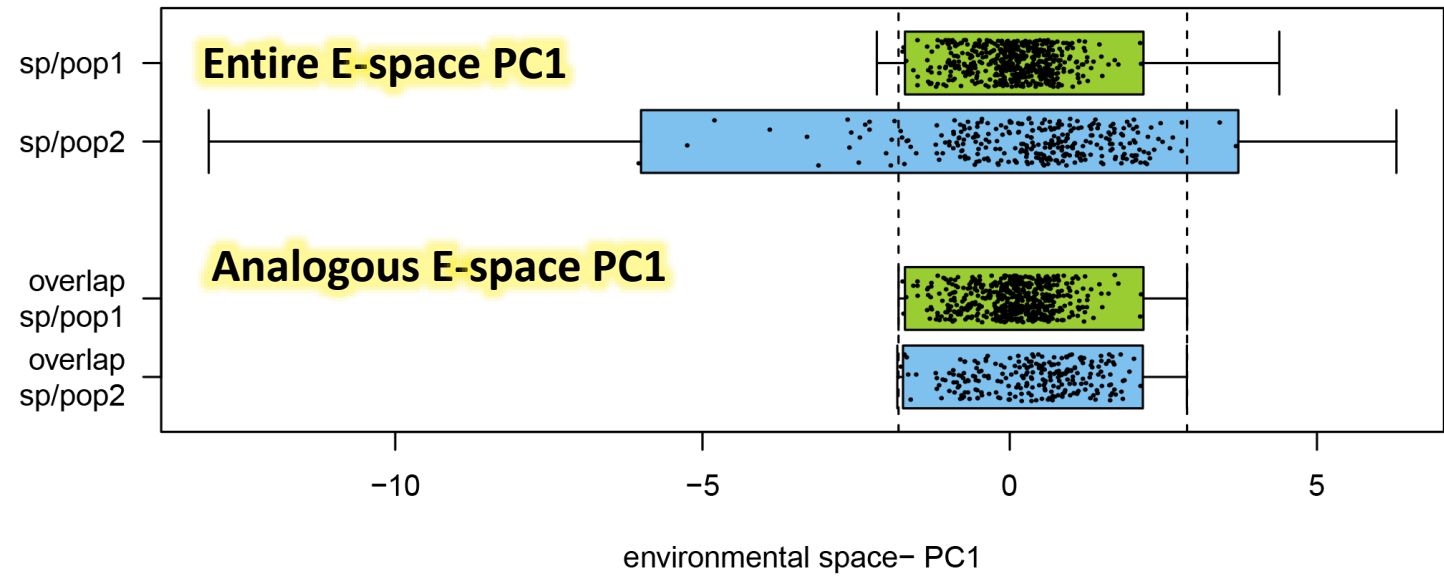 sp/pop1
Entire E-space PC1
sp/pop2
Analogous E-space PC1
overlap
sp/pop1
overlap
sp/pop2
−10
−5
0
5
environmental space− PC1